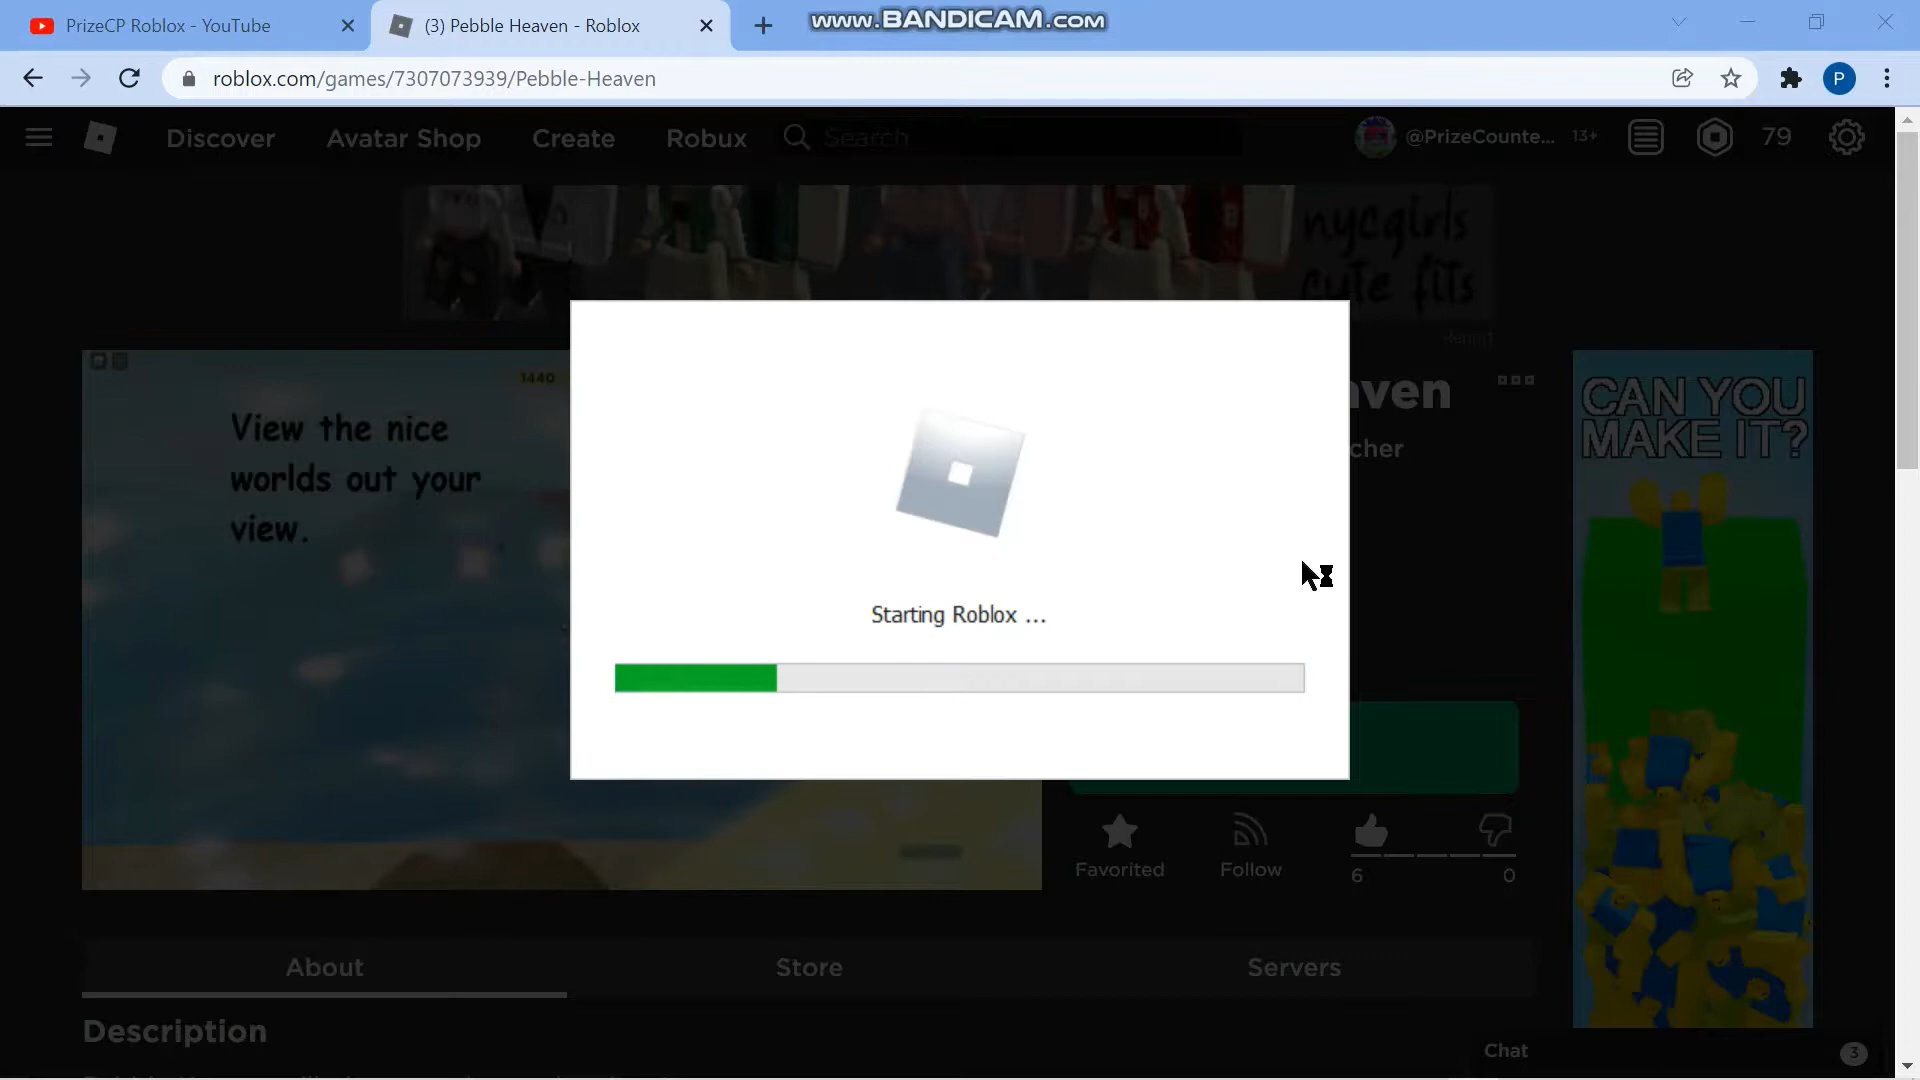 PrizeCP Roblox - YouTube
(3) Pebble Heaven - Roblox
www.BANDICAM.com
roblox.com/games/7307073939/Pebble-Heaven
P
Discover
Avatar Shop
Create
Robux
Search
@PrizeCounte...
13+
79
nycgirls
cute fits
Report
1440
View the nice
worlds out your
view.
aven
cher
CAN YOU
MAKE IT?
Starting Roblox ...
Favorited
Follow
6
0
About
Store
Servers
Description
Chat
3